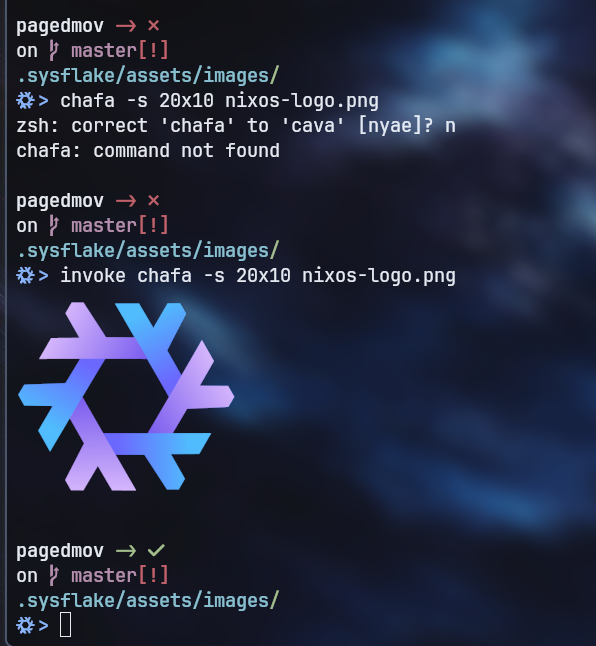 pagedmov → ×
on master[!]
.sysflake/assets/images/
> chafa -s 20x10 nixos-logo.png
zsh: correct 'chafa' to 'cava' [nyae]? n
chafa: command not found
pagedmov → ×
on master[!]
.sysflake/assets/images/
> invoke chafa -s 20x10 nixos-logo.png
pagedmov → ✓
on master[!]
.sysflake/assets/images/
>